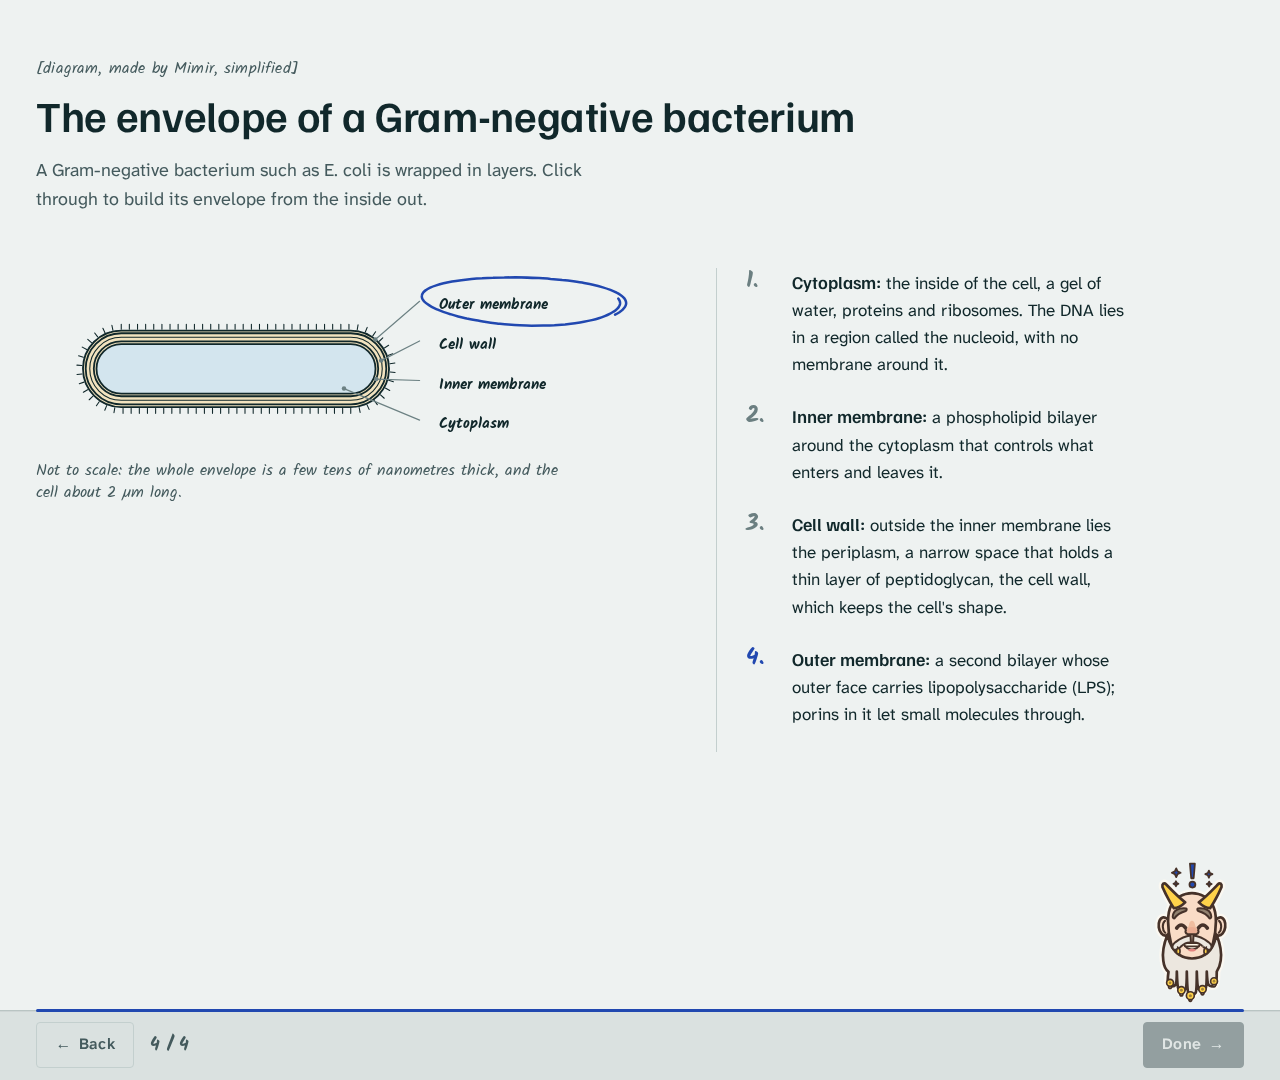 [diagram, made by Mimir, simplified]
The envelope of a Gram-negative bacterium
A Gram-negative bacterium such as E. coli is wrapped in layers. Click
through to build its envelope from the inside out.
Outer membrane
Cell wall
Inner membrane
Cytoplasm
Not to scale: the whole envelope is a few tens of nanometres thick, and the
cell about 2 µm long.
1. Cytoplasm: the inside of the cell, a gel of
water, proteins and ribosomes. The DNA lies
in a region called the nucleoid, with no
membrane around it.
2. Inner membrane: a phospholipid bilayer
around the cytoplasm that controls what
enters and leaves it.
3. Cell wall: outside the inner membrane lies
the periplasm, a narrow space that holds a
thin layer of peptidoglycan, the cell wall,
which keeps the cell's shape.
4. Outer membrane: a second bilayer whose
outer face carries lipopolysaccharide (LPS);
porins in it let small molecules through.
!
← Back
4 / 4
Done →